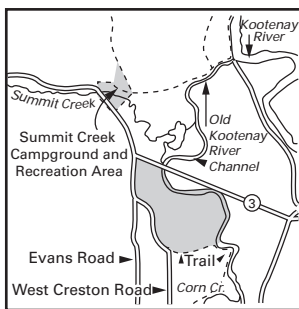 Kootenay
River
Summit Creek
Old
Kootenay
River
Channel
Summit Creek
Campground and
Recreation Area
3
Evans Road
Trail
West Creston Road
Corn Cr.